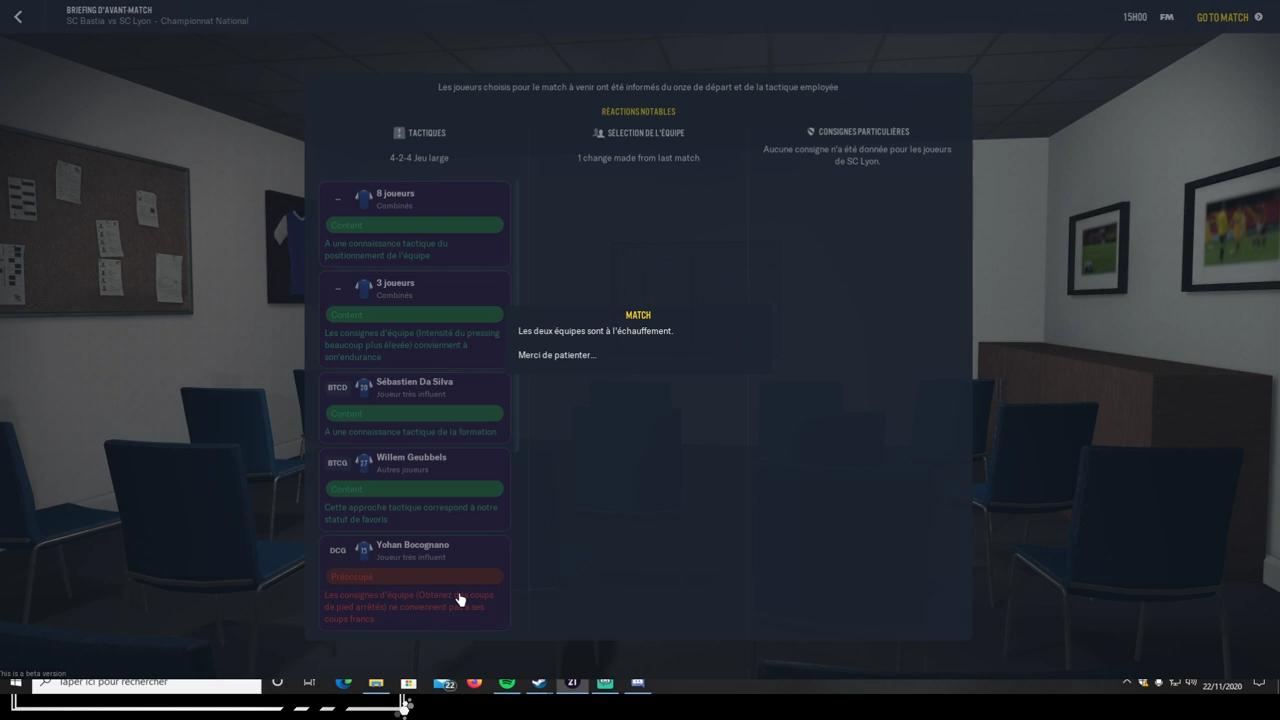 BRIEFING D'AVANT-MATCH
SC Bastia vs SC Lyon - Championnat National
15H00
FM
GO TO MATCH
Les joueurs choisis pour le match à venir ont été informés du onze de départ et de la tactique employée
RÉACTIONS NOTABLES
TACTIQUES
4-2-4 Jeu large
SÉLECTION DE L'ÉQUIPE
1 change made from last match
CONSIGNES PARTICULIÈRES
Aucune consigne n'a été donnée pour les joueurs
de SC Lyon.
8 joueurs
Combinés
Content
A une connaissance tactique du
positionnement de l'équipe
3 joueurs
Combinés
Content
Les consignes d'équipe (Intensité du pressing
beaucoup plus élevée) conviennent à
son'endurance
BTCD
Sébastien Da Silva
Joueur très influent
Content
A une connaissance tactique de la formation
BTCG
27
Willem Geubbels
Autres joueurs
Content
Cette approche tactique correspond à notre
statut de favoris
DCG
15
Yohan Bocognano
Joueur très influent
Préoccupé
Les consignes d'équipe (Obtenez des coups
de pied arrêtés) ne conviennent pas à ses
coups francs
MATCH
Les deux équipes sont à l'échauffement.
Merci de patienter...
This is a beta version
Taper ici pour rechercher
22
21
22/11/2020